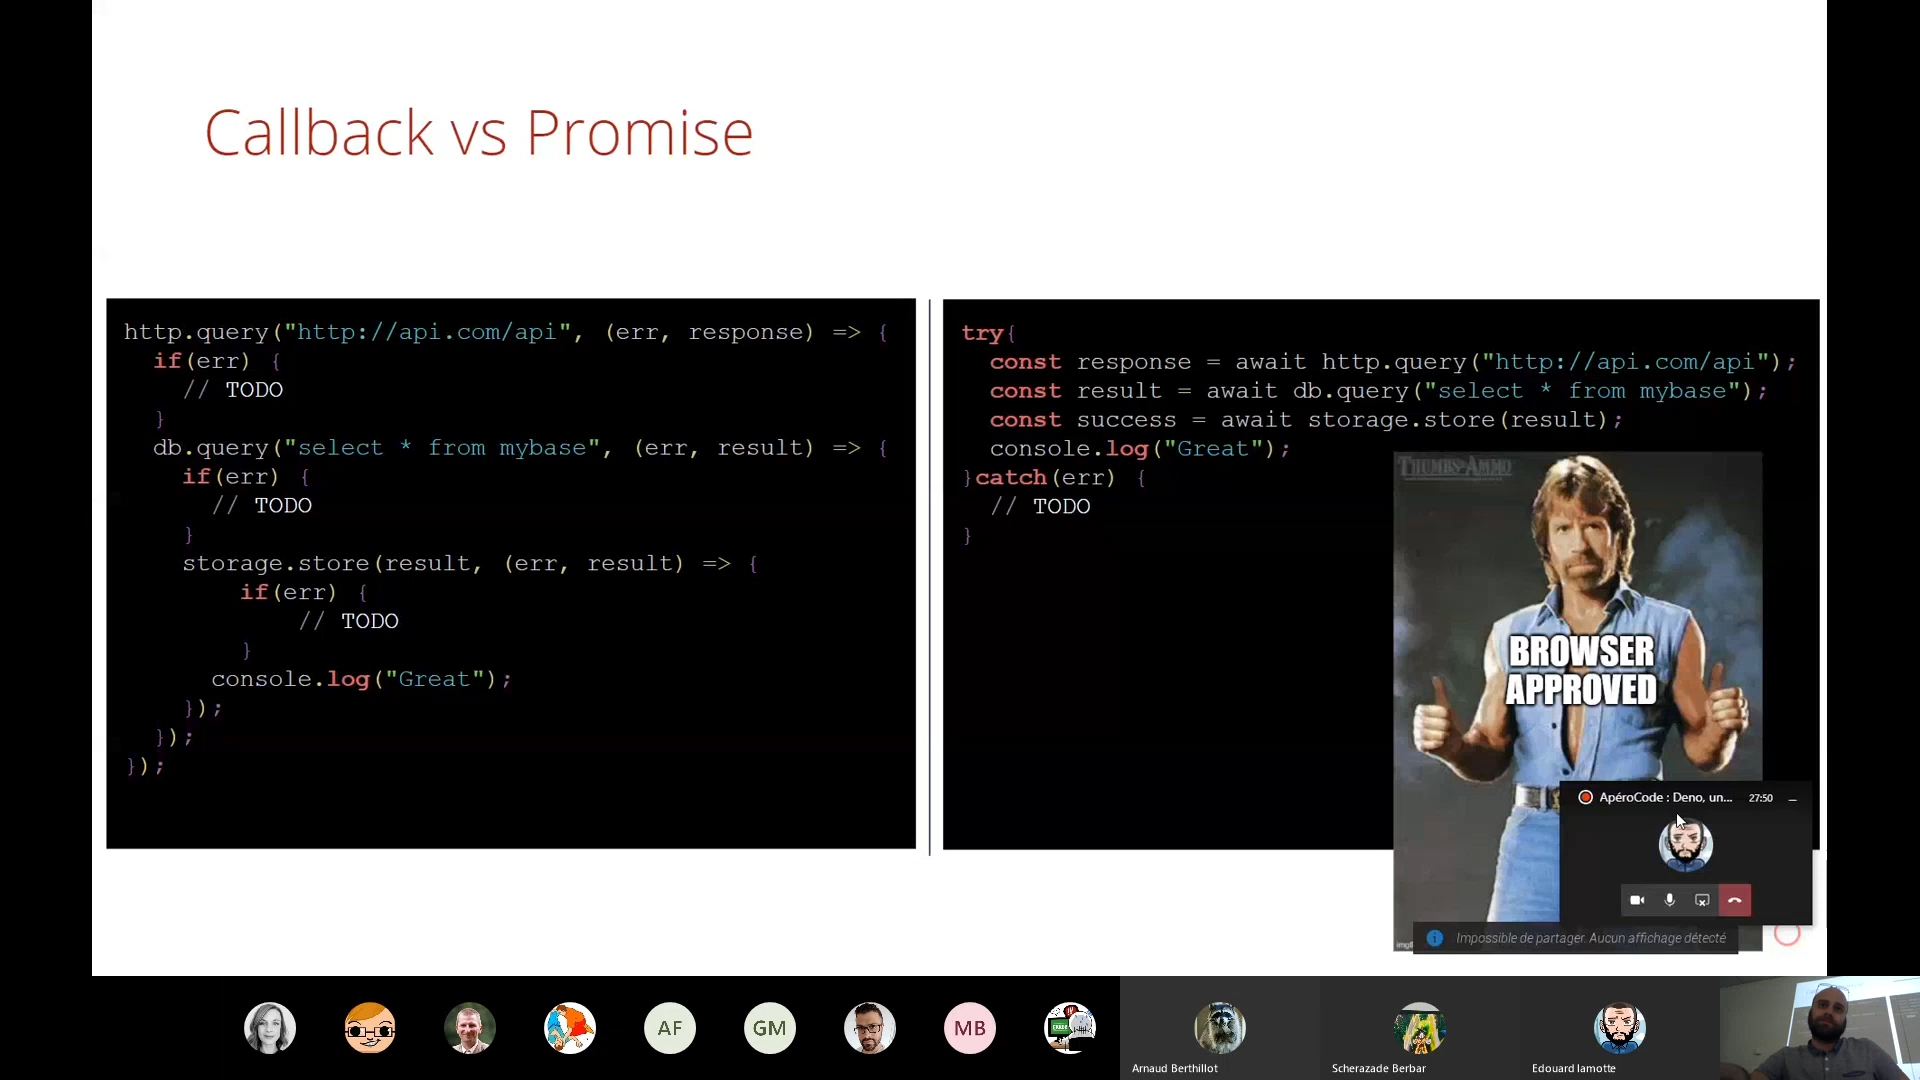 Callback vs Promise
http.query("http://api.com/api", (err, response) => {
if(err) {
// TODO
}
db.query("select * from mybase", (err, result) => {
if(err) {
// TODO
}
storage.store(result, (err, result) => {
if(err) {
// TODO
}
console.log("Great");
});
});
});
try{
const response = await http.query("http://api.com/api");
const result = await db.query("select * from mybase");
const success = await storage.store(result);
console.log("Great");
}catch(err) {
// TODO
}
THUMBS-AMMO
BROWSER
APPROVED
ApéroCode : Deno, un... 27:50
Impossible de partager. Aucun affichage détecté
AF
GM
MB
Arnaud Berthillot
Scherazade Berbar
Edouard lamotte